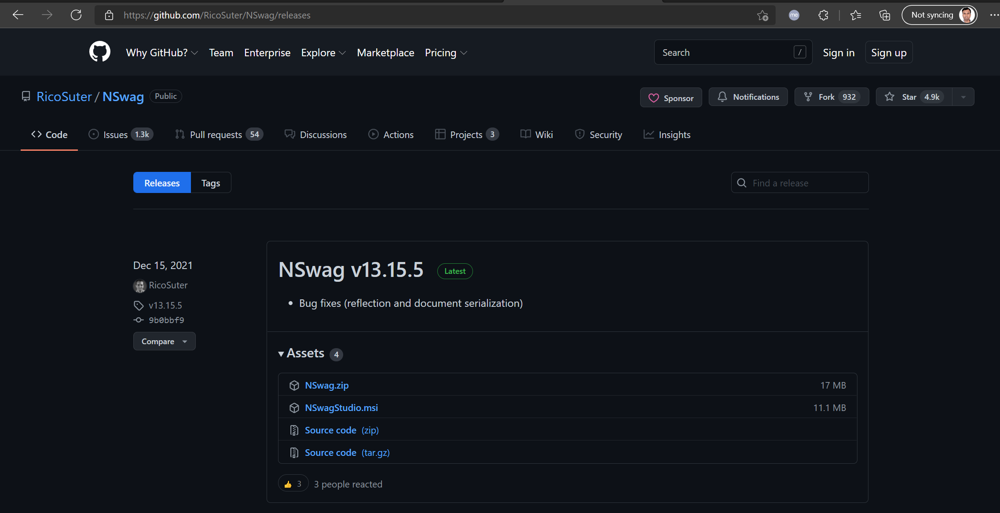 https://github.com/RicoSuter/NSwag/releases
me
Not syncing
Why GitHub? Team Enterprise Explore Marketplace Pricing
Search /
Sign in Sign up
RicoSuter / NSwag Public
Sponsor Notifications Fork 932 Star 4.9k
Code Issues 1.3k Pull requests 54 Discussions Actions Projects 3 Wiki Security Insights
Releases Tags
Find a release
Dec 15, 2021
RicoSuter
v13.15.5
9b0bbf9
Compare
NSwag v13.15.5 Latest
• Bug fixes (reflection and document serialization)
Assets 4
NSwag.zip 17 MB
NSwagStudio.msi 11.1 MB
Source code (zip)
Source code (tar.gz)
👍 3 3 people reacted